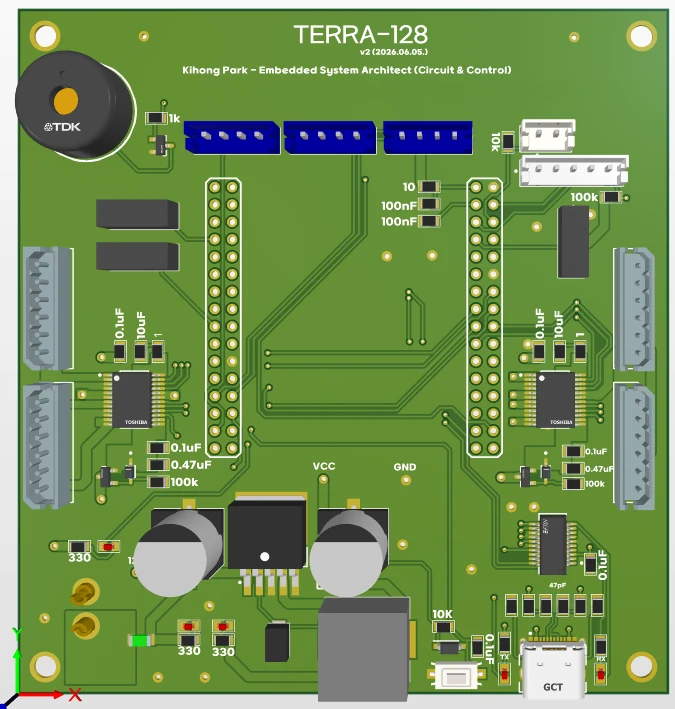 TERRA-128
v2 (2026.06.05.)
Kihong Park - Embedded System Architect (Circuit & Control)
TDK
1k
10k
10
100nF
100nF
100k
0.1uF
10uF
1
0.1uF
10uF
1
TOSHIBA
TOSHIBA
0.1uF
0.47uF
100k
0.1uF
0.47uF
100k
VCC
GND
330
0.1uF
47pF
10K
0.1uF
330
330
TX
RX
GCT
Y
X